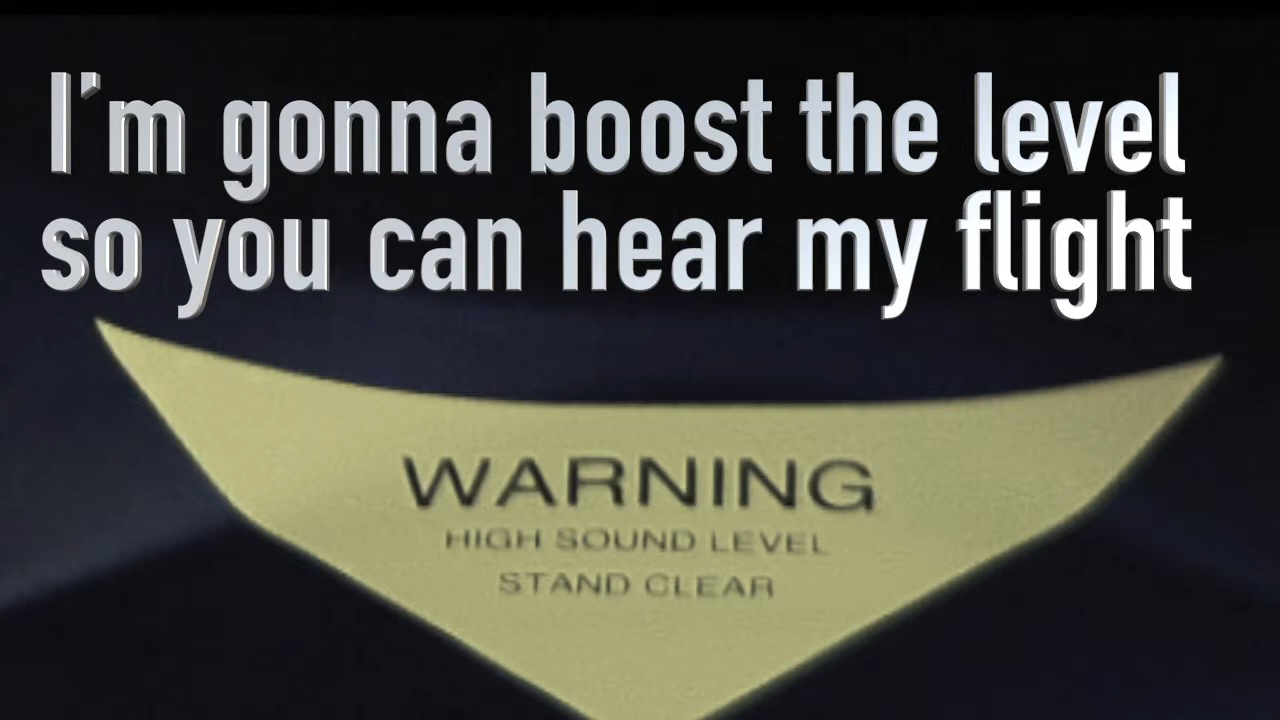 I'm gonna boost the level
so you can hear my flight
WARNING
HIGH SOUND LEVEL
STAND CLEAR